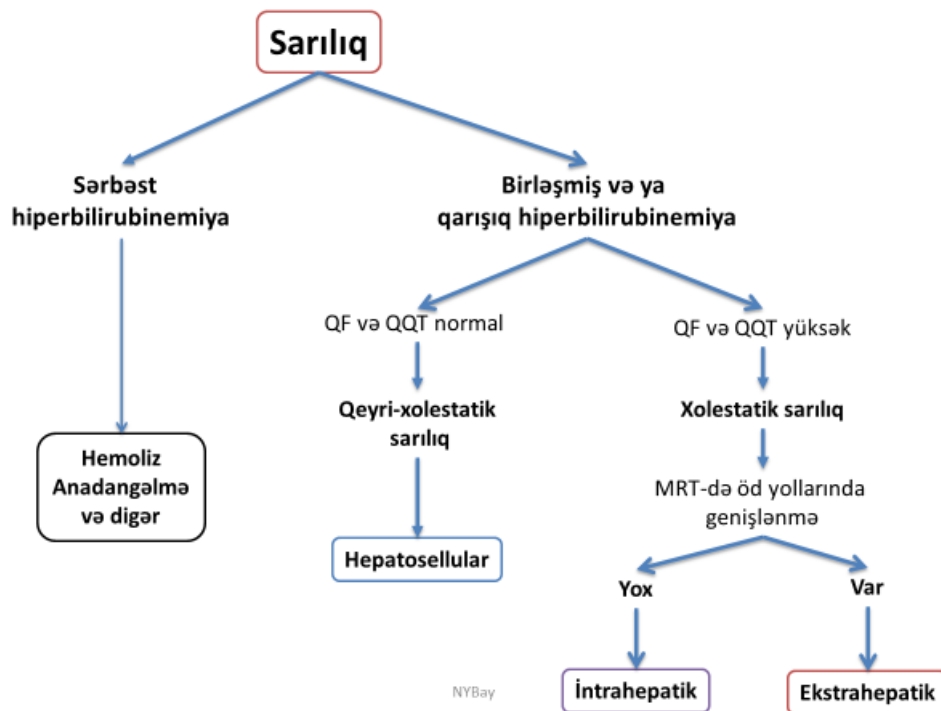 Sarılıq
Sərbəst
hiperbilirubinemiya
Birləşmiş və ya
qarışıq hiperbilirubinemiya
QF və QQT normal
QF və QQT yüksək
Qeyri-xolestatik
sarılıq
Xolestatik sarılıq
Hemoliz
Anadangəlmə
və digər
MRT-də öd yollarında
genişlənmə
Hepatosellular
Yox
Var
İntrahepatik
Ekstrahepatik
NYBay